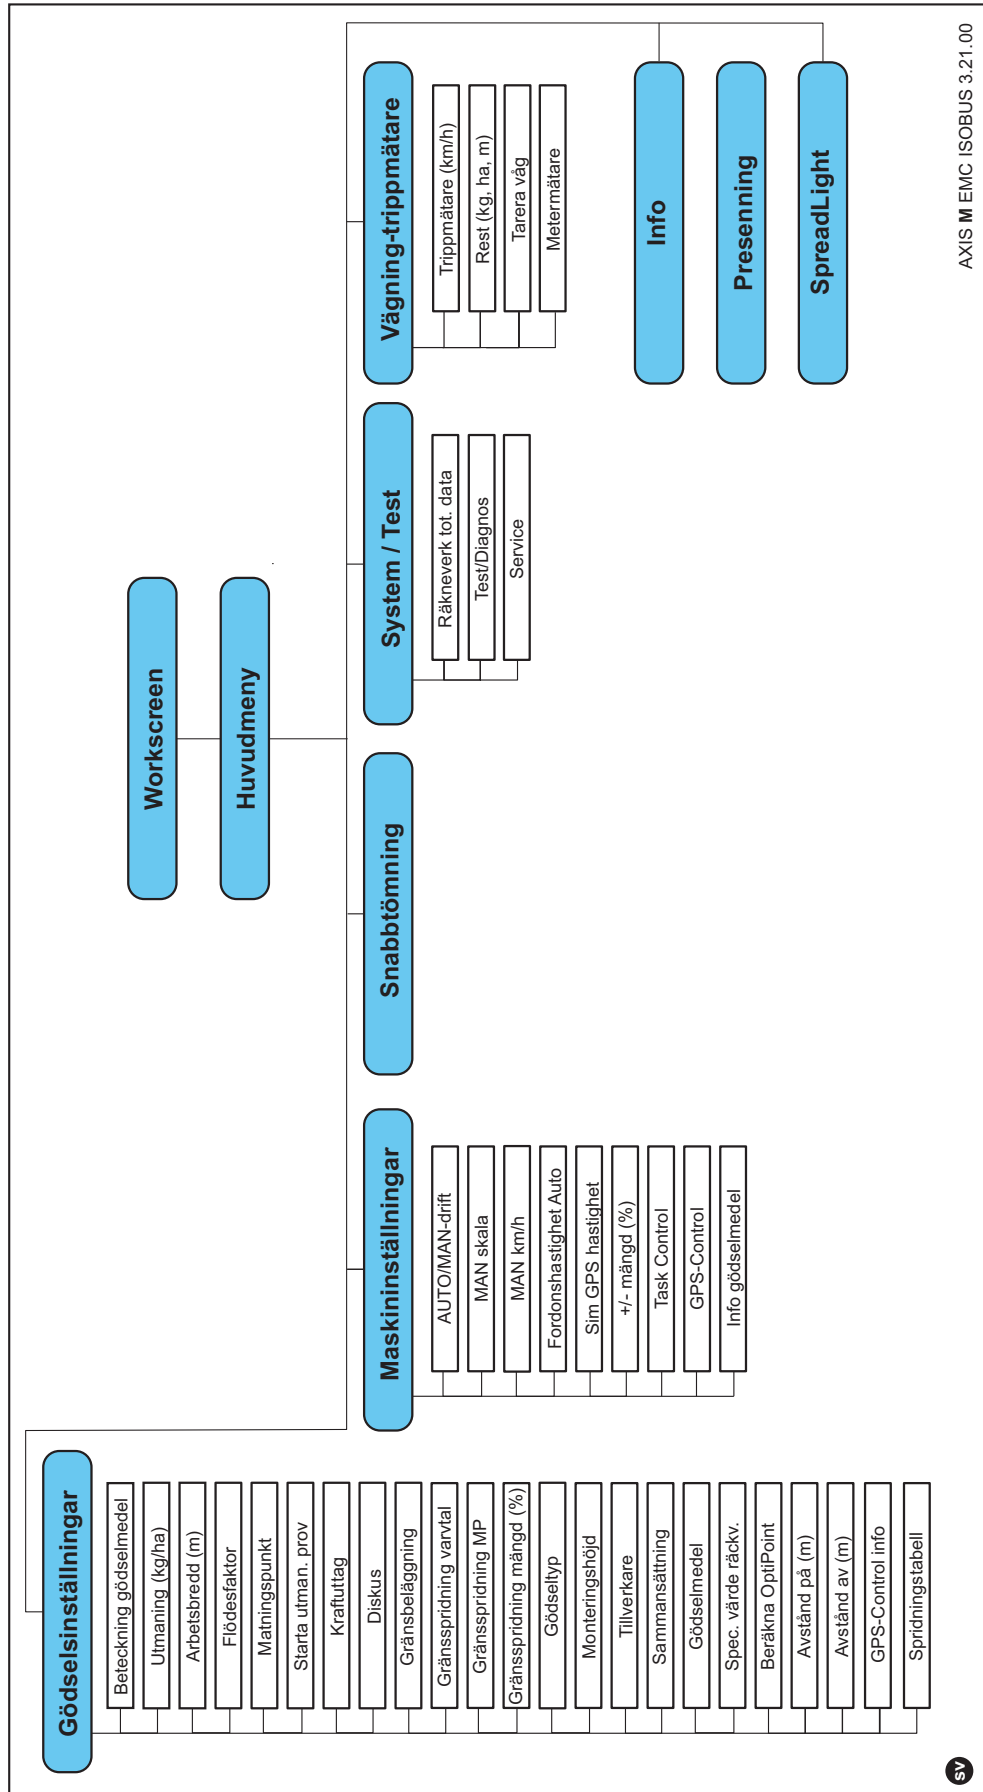 Workscreen
Huvudmeny
Gödselsinställningar
Beteckning gödselmedel
Utmaning (kg/ha)
Arbetsbredd (m)
Flödesfaktor
Matningspunkt
Starta utman. prov
Kraftuttag
Diskus
Gränsbeläggning
Gränsspridning varvtal
Gränsspridning MP
Gränsspridning mängd (%)
Gödseltyp
Monteringshöjd
Tillverkare
Sammansättning
Gödselmedel
Spec. värde räckv.
Beräkna OptiPoint
Avstånd på (m)
Avstånd av (m)
GPS-Control info
Spridningstabell
Maskininställningar
AUTO/MAN-drift
MAN skala
MAN km/h
Fordonshastighet Auto
Sim GPS hastighet
+/- mängd (%)
Task Control
GPS-Control
Info gödselmedel
Snabbtömning
System / Test
Räkneverk tot. data
Test/Diagnos
Service
Vägning-trippmätare
Trippmätare (km/h)
Rest (kg, ha, m)
Tarera våg
Metermätare
Info
Presenning
SpreadLight
sv
AXIS M EMC ISOBUS 3.21.00